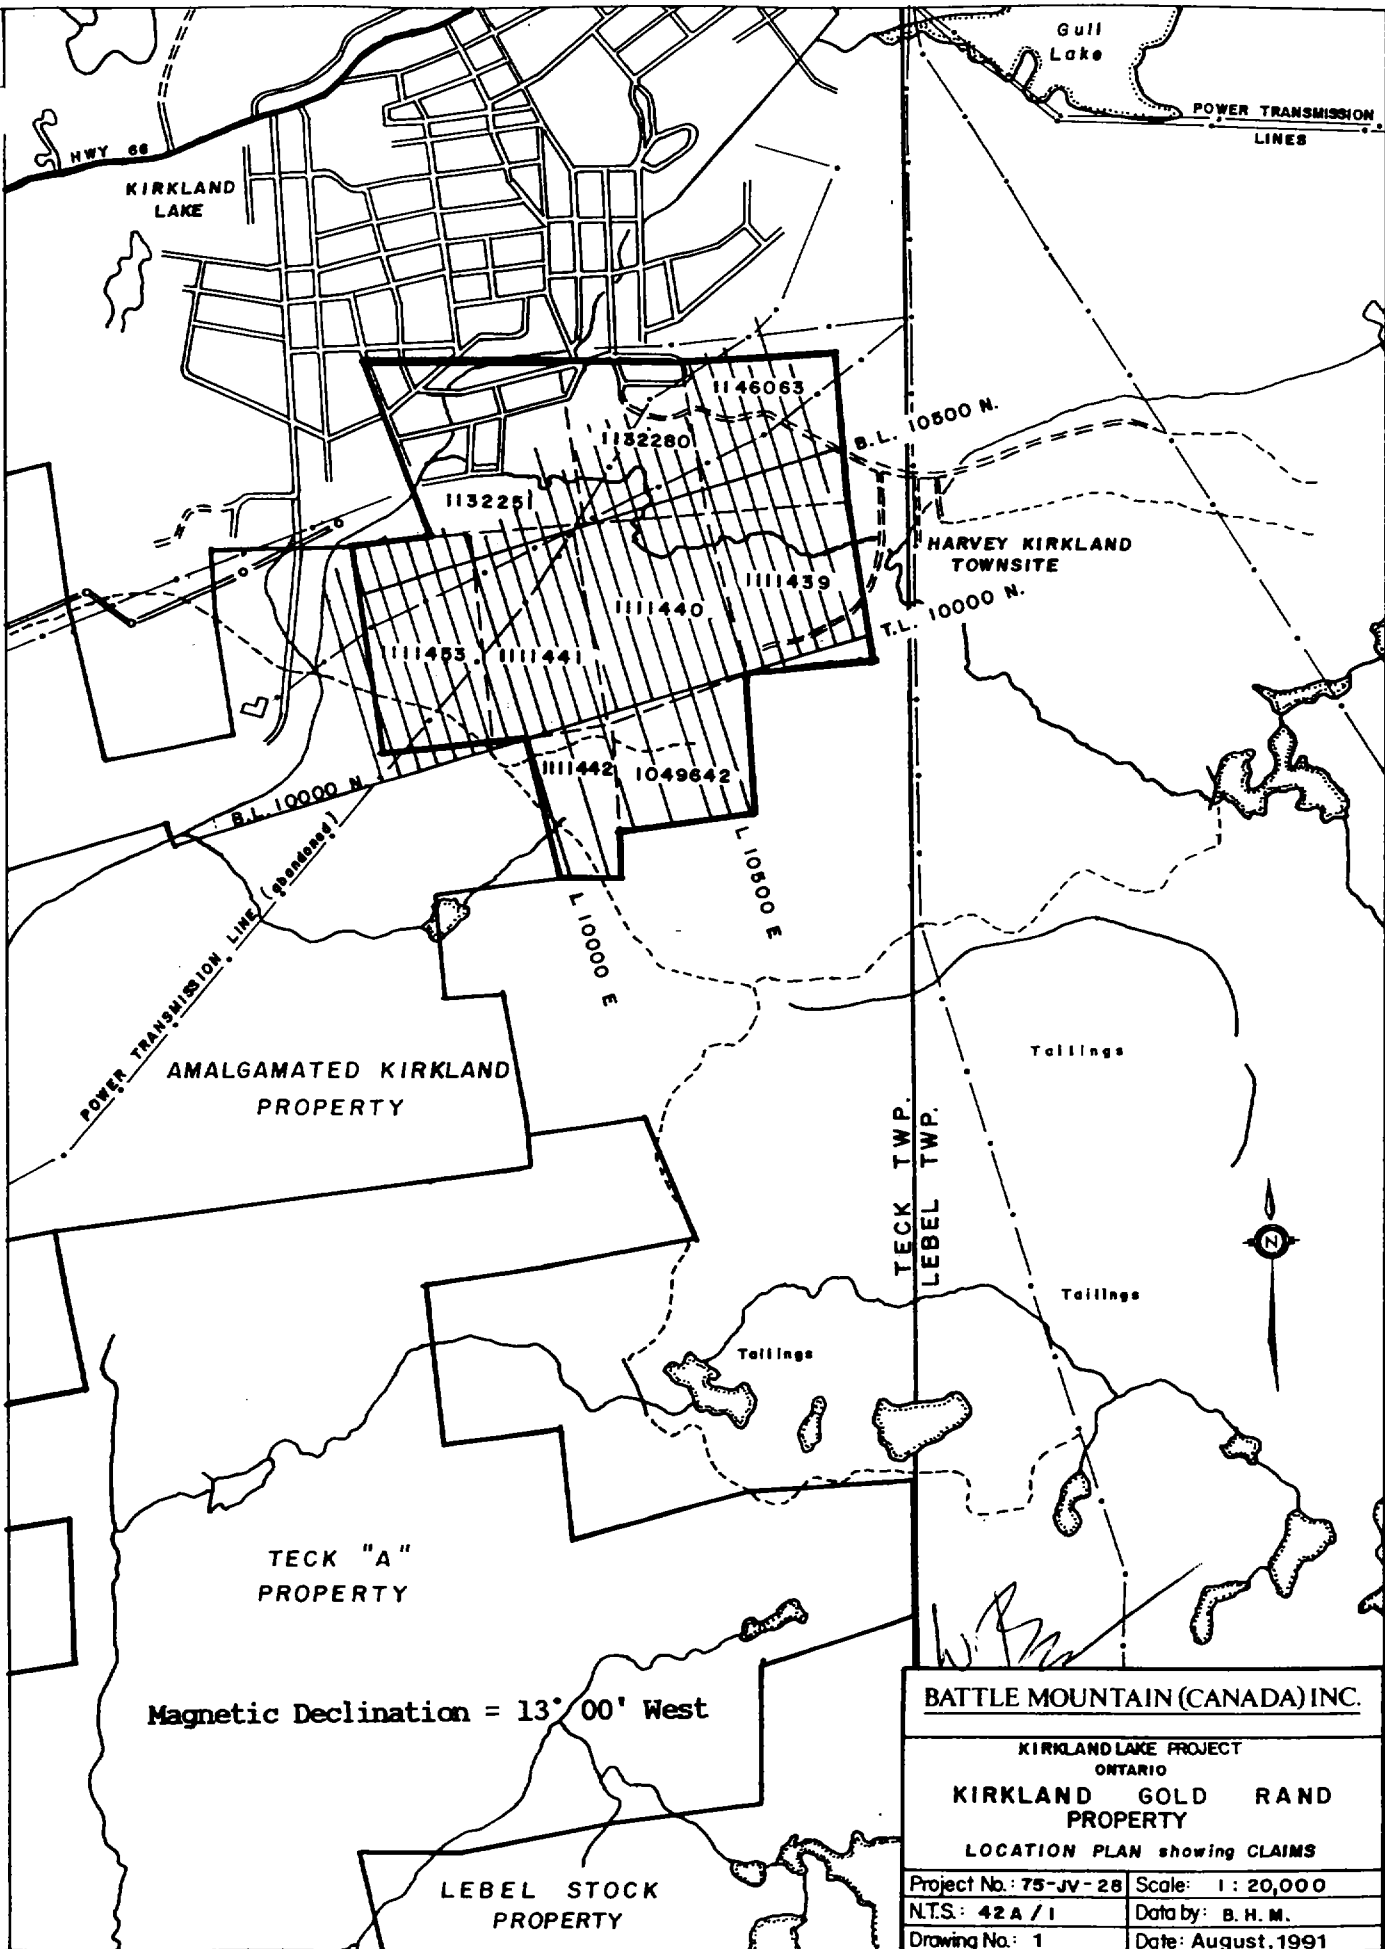 Gull
Lake
POWER TRANSMISSION
LINES
HWY 66
KIRKLAND
LAKE
1146063
B.L. 10500 N.
1132280
1132251
HARVEY KIRKLAND
TOWNSITE
1111439
1111440
T.L. 10000 N.
1111453
1111441
1111442
1049642
B.L. 10000 N.
L 10500 E
L 10000 E
POWER TRANSMISSION LINE (abandoned)
AMALGAMATED KIRKLAND
PROPERTY
Tailings
TECK TWP.
LEBEL TWP.
N
Tailings
Tailings
TECK "A"
PROPERTY
Magnetic Declination = 13° 00' West
LEBEL STOCK
PROPERTY
BATTLE MOUNTAIN (CANADA) INC.
KIRKLAND LAKE PROJECT
ONTARIO
KIRKLAND GOLD RAND
PROPERTY
LOCATION PLAN showing CLAIMS
Project No.: 75-JV-28 Scale: 1 : 20,000
N.T.S.: 42 A / 1 Data by: B. H. M.
Drawing No.: 1 Date: August, 1991